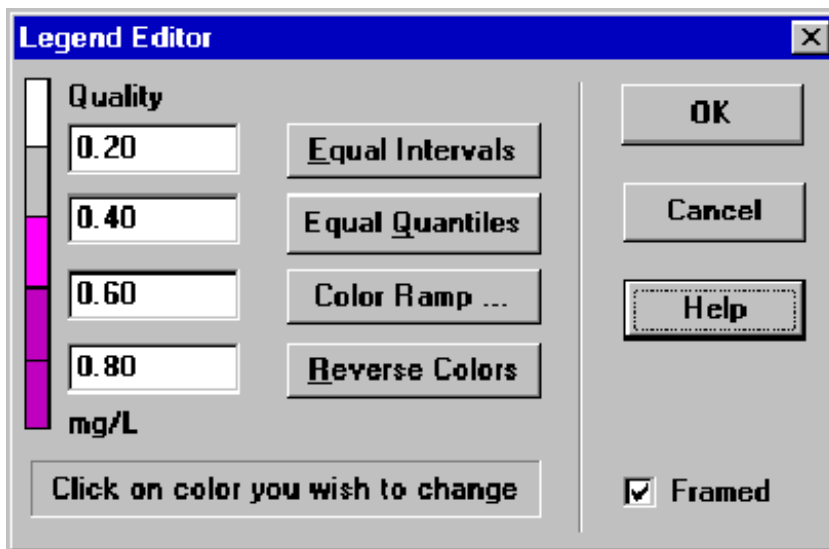 Legend Editor
Quality
0.20
Equal Intervals
0.40
Equal Quantiles
0.60
Color Ramp ...
0.80
Reverse Colors
mg/L
Click on color you wish to change
OK
Cancel
Help
Framed